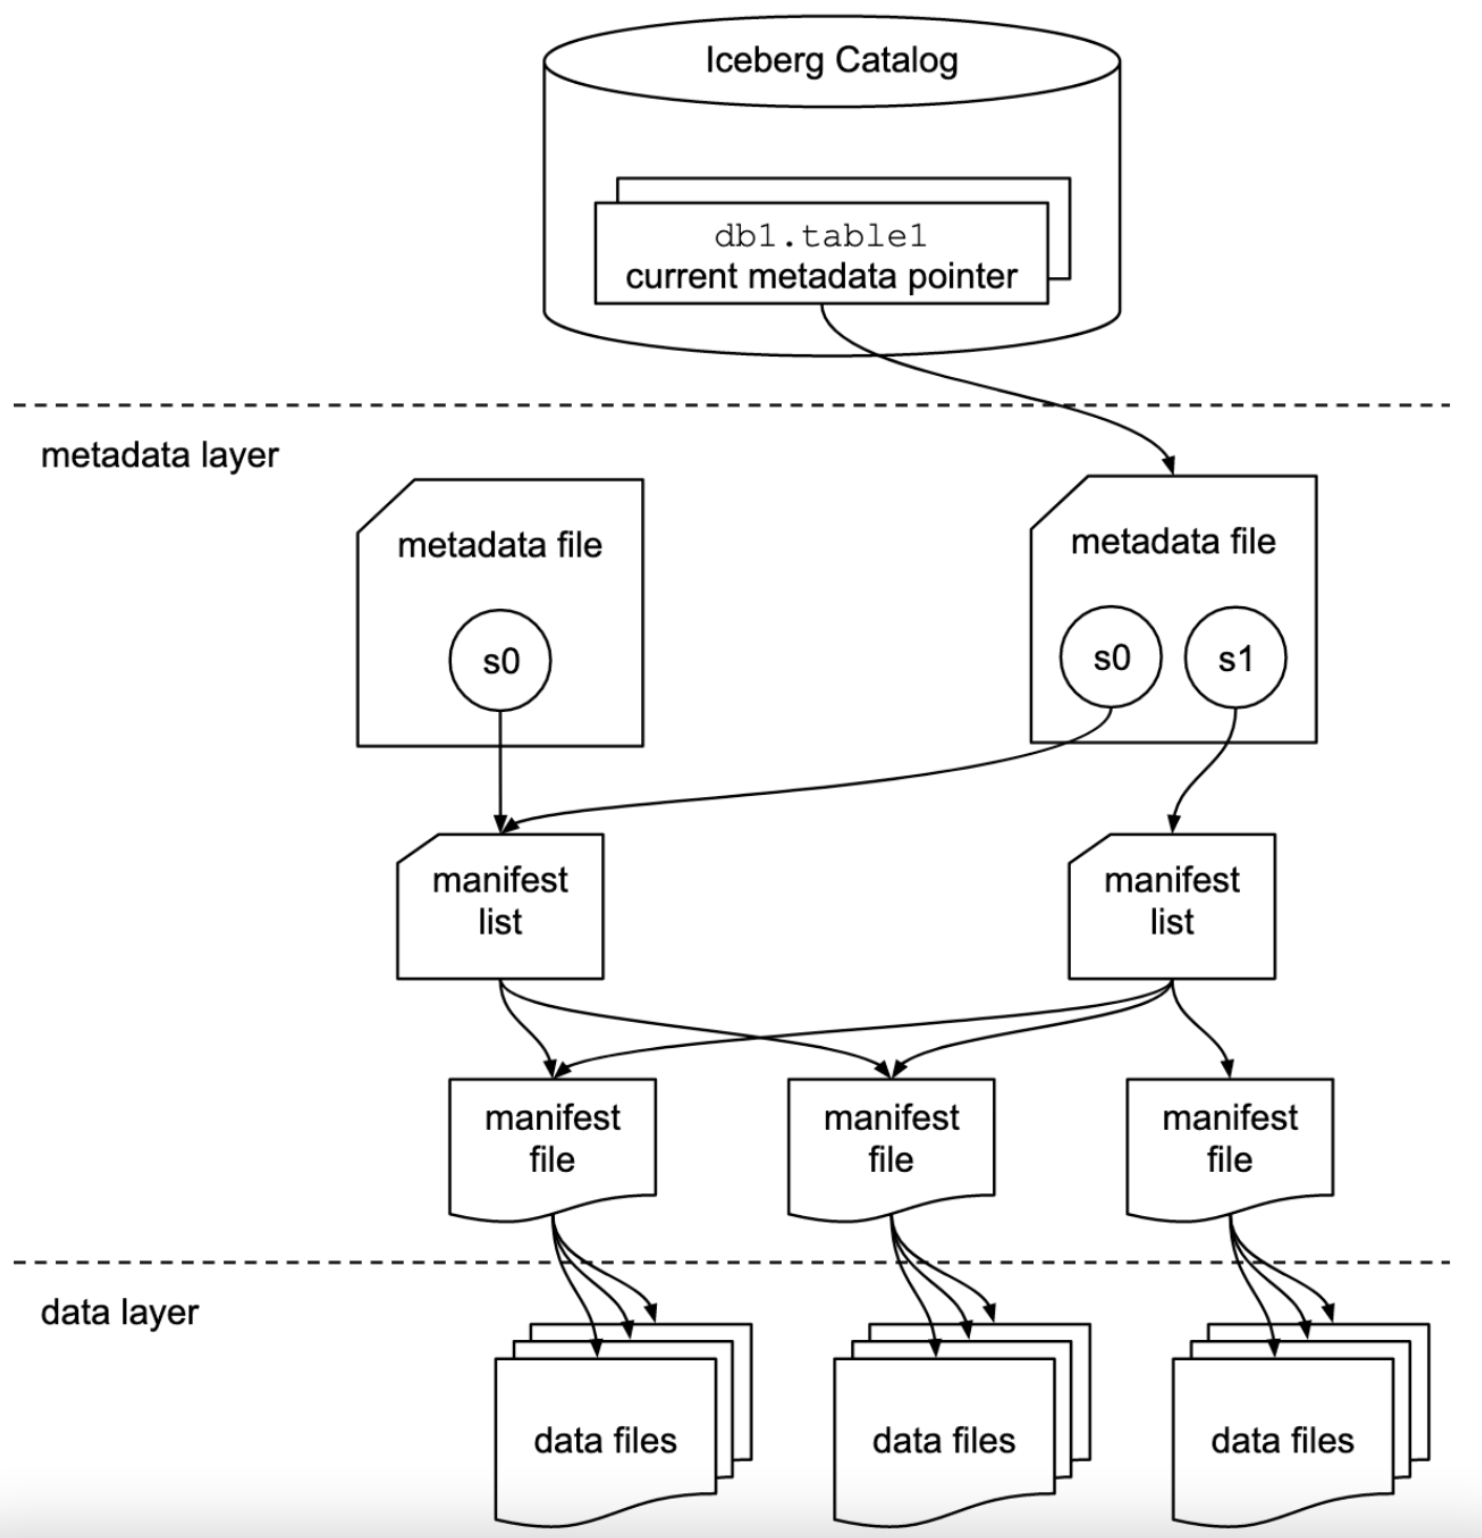 Iceberg Catalog
db1.table1
current metadata pointer
metadata layer
metadata file
s0
metadata file
s0
s1
manifest
list
manifest
list
manifest
file
manifest
file
manifest
file
data layer
data files
data files
data files